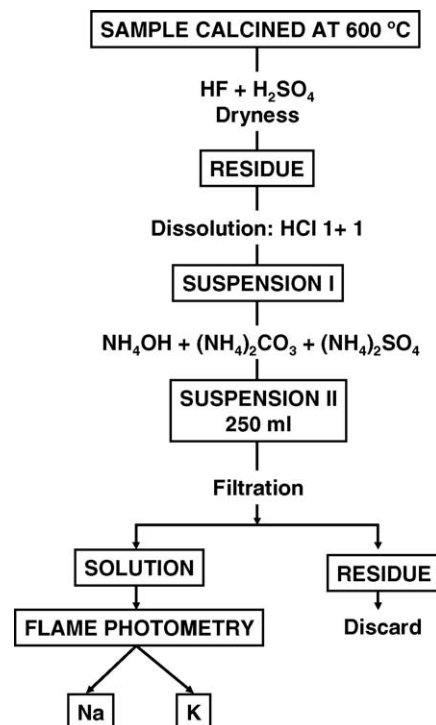 SAMPLE CALCINED AT 600 ºC
HF + H₂SO₄
Dryness
RESIDUE
Dissolution: HCl 1+ 1
SUSPENSION I
NH₄OH + (NH₄)₂CO₃ + (NH₄)₂SO₄
SUSPENSION II
250 ml
Filtration
SOLUTION
RESIDUE
FLAME PHOTOMETRY
Discard
Na
K